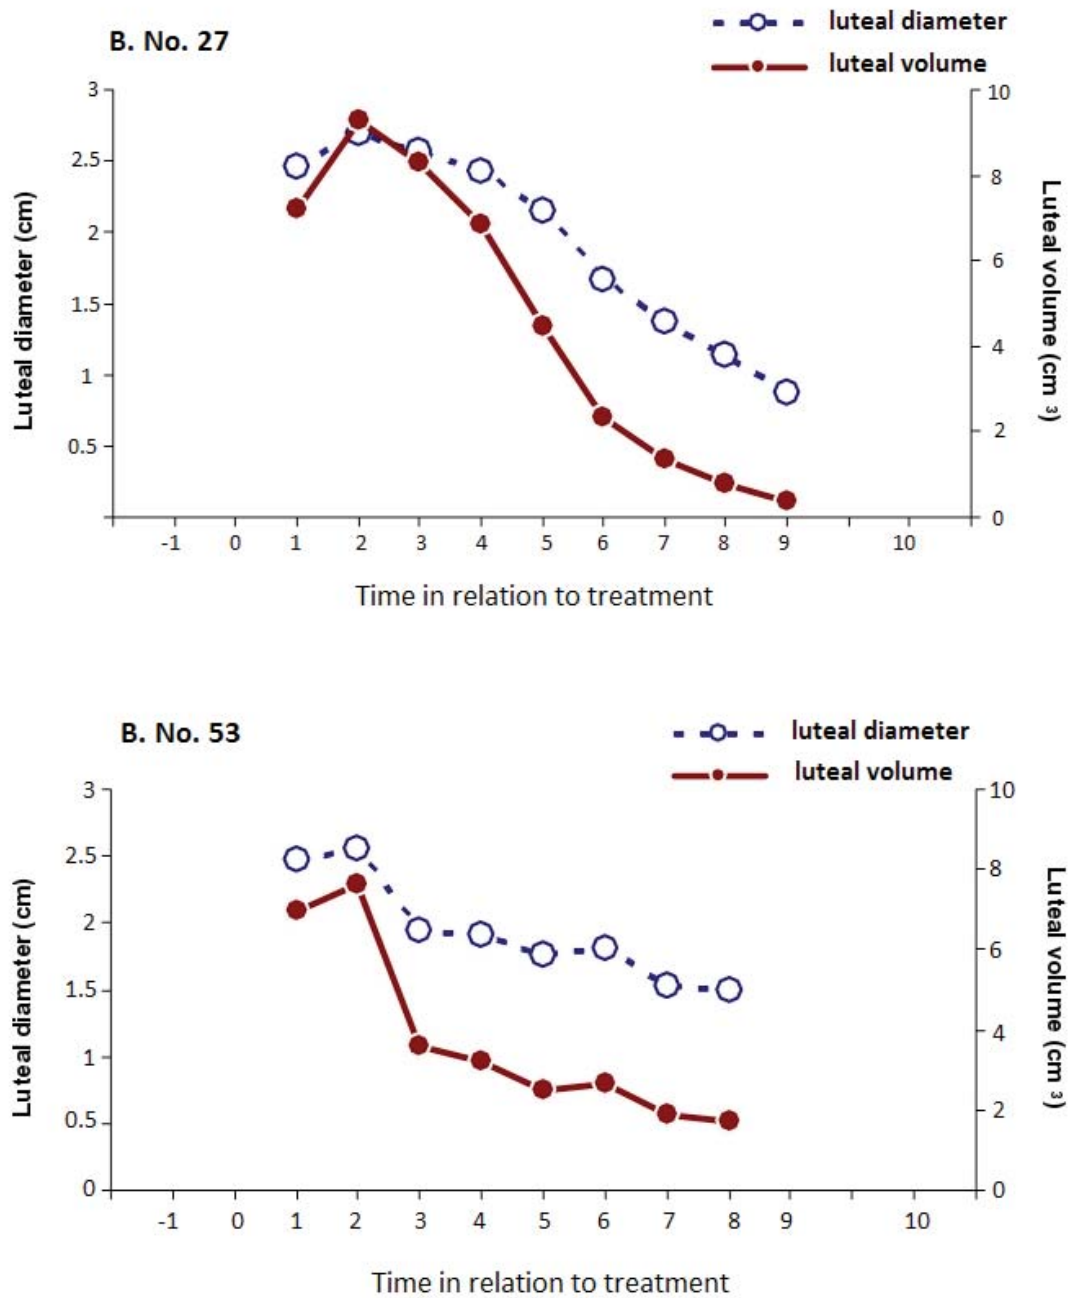 B. No. 27
luteal diameter
luteal volume
3
2.5
2
1.5
1
0.5
Luteal diameter (cm)
10
8
6
4
2
0
Luteal volume (cm 3)
-1 0 1 2 3 4 5 6 7 8 9 10
Time in relation to treatment
B. No. 53
luteal diameter
luteal volume
3
2.5
2
1.5
1
0.5
0
Luteal diameter (cm)
10
8
6
4
2
0
Luteal volume (cm 3)
-1 0 1 2 3 4 5 6 7 8 9 10
Time in relation to treatment